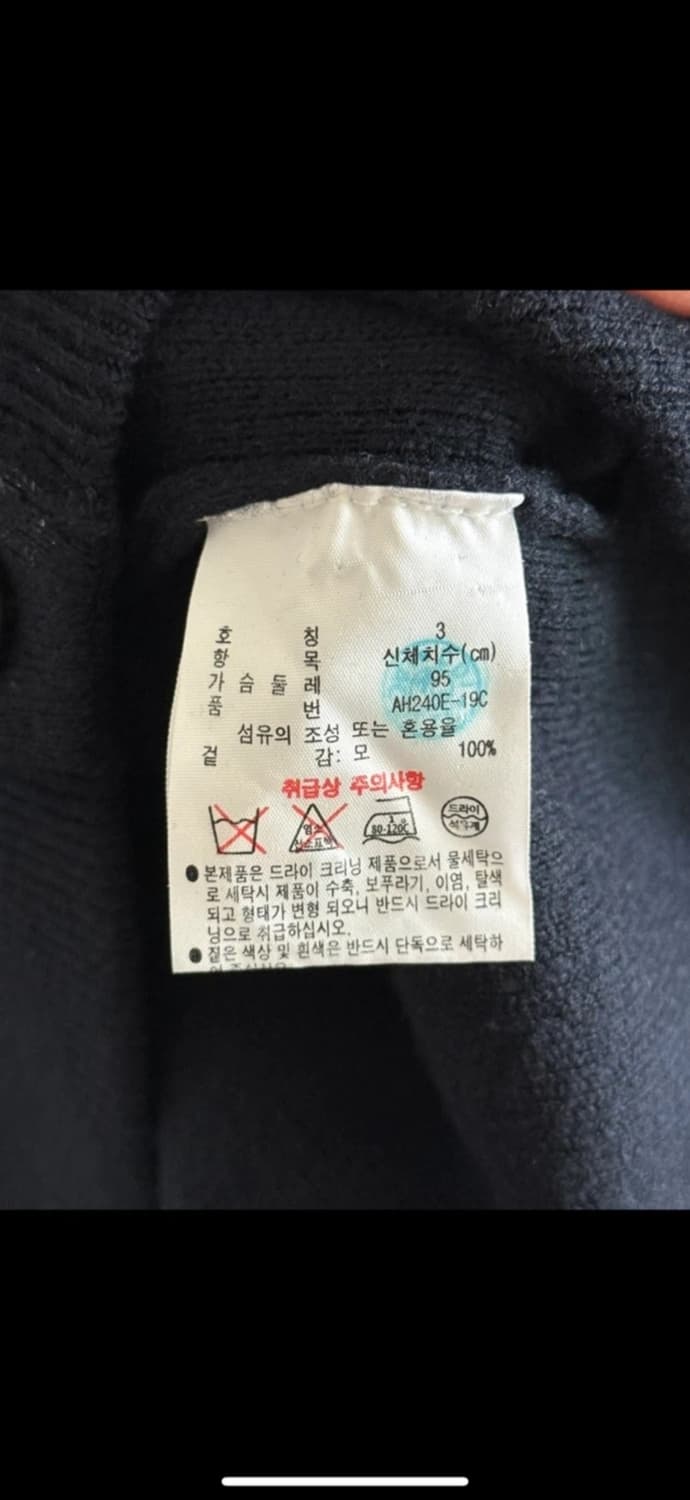 호 칭 3
항 목 신체치수(cm)
가 슴 둘 레 95
품 번 AH240E-19C
섬유의 조성 또는 혼용율
겉 감: 모 100%
취급상 주의사항
염소
80-120C
드라이
석유계
● 본제품은 드라이 크리닝 제품으로서 물세탁으
로 세탁시 제품이 수축, 보푸라기, 이염, 탈색
되고 형태가 변형 되오니 반드시 드라이 크리
닝으로 취급하십시오.
● 짙은 색상 및 흰색은 반드시 단독으로 세탁하